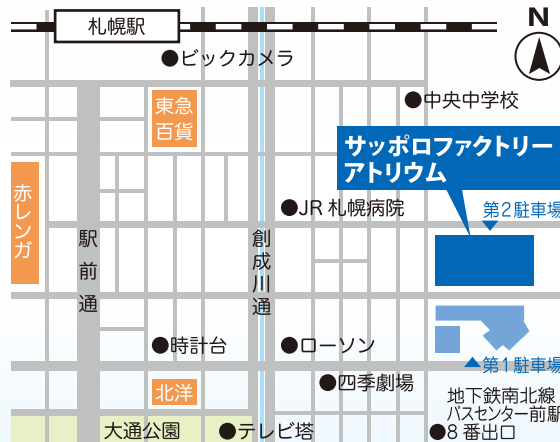 札幌駅
N
ビックカメラ
東急
百貨
中央中学校
サッポロファクトリー
アトリウム
赤レンガ
JR札幌病院
第2駐車場
駅前通
創成川通
時計台
ローソン
第1駐車場
四季劇場
北洋
地下鉄南北線
バスセンター前駅
8番出口
大通公園
テレビ塔